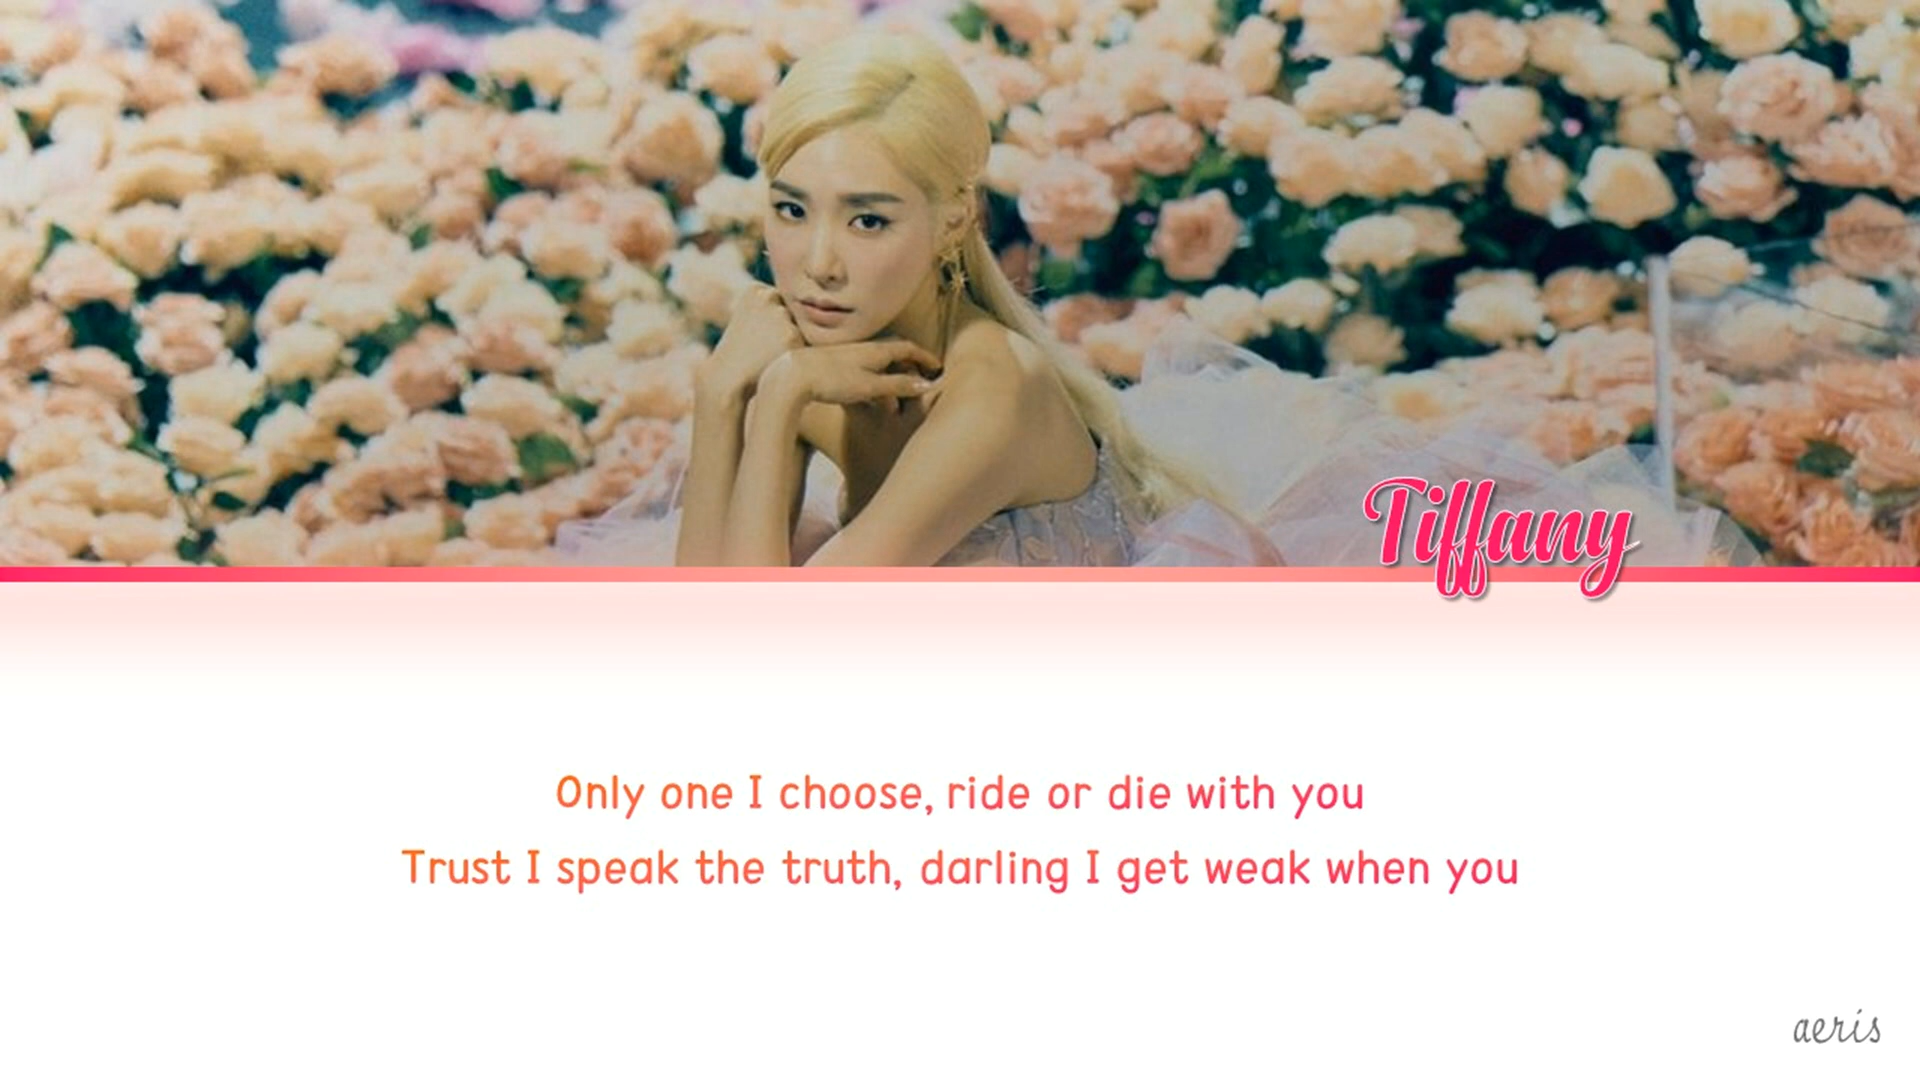 Tiffany
Only one I choose, ride or die with you
Trust I speak the truth, darling I get weak when you
aeris